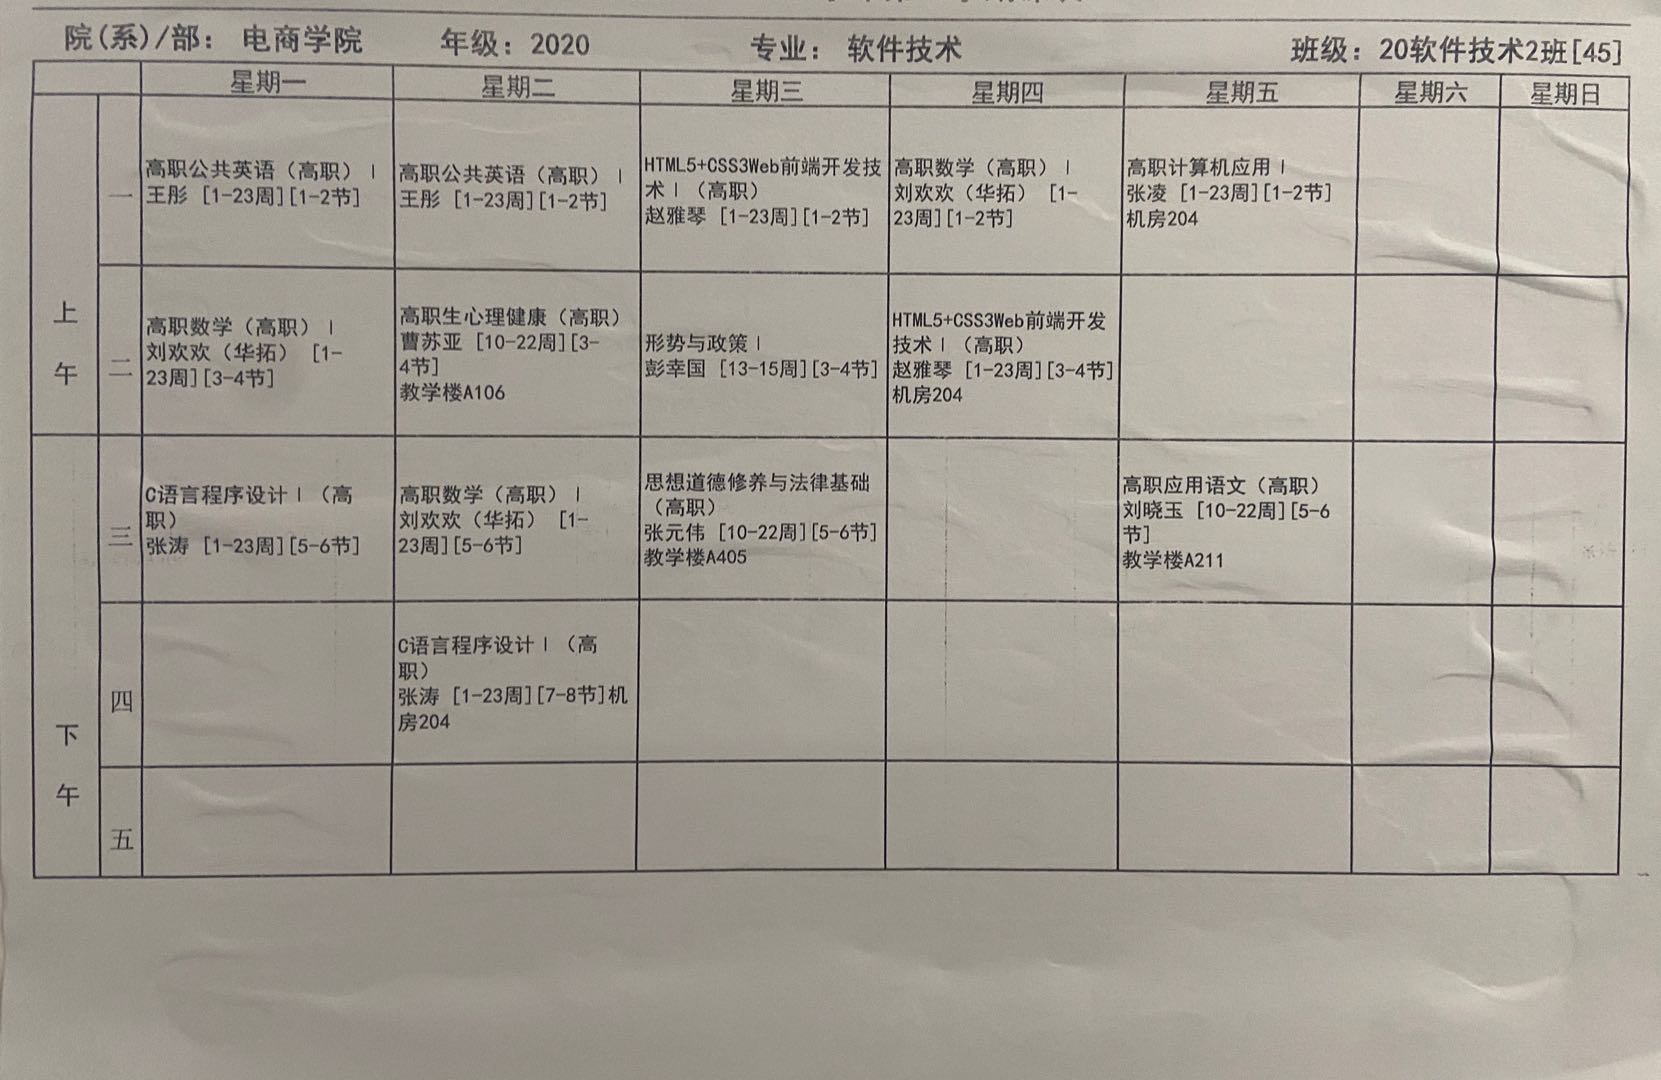 院(系)/部： 电商学院 年级：2020 专业： 软件技术 班级：20软件技术2班[45]
星期一 星期二 星期三 星期四 星期五 星期六 星期日
上午
一
高职公共英语（高职）Ⅰ
王彤 [1-23周][1-2节]
高职公共英语（高职）Ⅰ
王彤 [1-23周][1-2节]
HTML5+CSS3Web前端开发技
术Ⅰ（高职）
赵雅琴 [1-23周][1-2节]
高职数学（高职）Ⅰ
刘欢欢（华拓） [1-
23周][1-2节]
高职计算机应用Ⅰ
张凌 [1-23周][1-2节]
机房204
二
高职数学（高职）Ⅰ
刘欢欢（华拓） [1-
23周][3-4节]
高职生心理健康（高职）
曹苏亚 [10-22周][3-
4节]
教学楼A106
形势与政策Ⅰ
彭幸国 [13-15周][3-4节]
HTML5+CSS3Web前端开发
技术Ⅰ（高职）
赵雅琴 [1-23周][3-4节]
机房204
下午
三
C语言程序设计Ⅰ（高
职）
张涛 [1-23周][5-6节]
高职数学（高职）Ⅰ
刘欢欢（华拓） [1-
23周][5-6节]
思想道德修养与法律基础
（高职）
张元伟 [10-22周][5-6节]
教学楼A405
高职应用语文（高职）
刘晓玉 [10-22周][5-6
节]
教学楼A211
四
C语言程序设计Ⅰ（高
职）
张涛 [1-23周][7-8节]机
房204
五